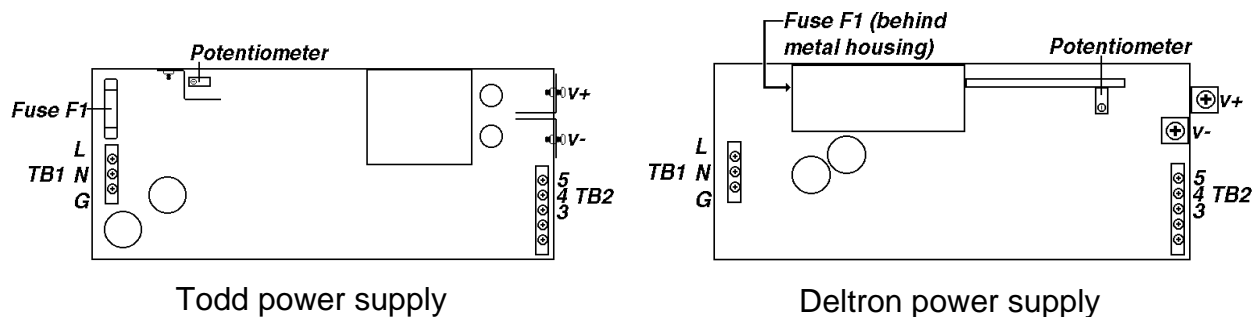 Potentiometer
Fuse F1
L
TB1 N
G
V+
V-
5
4 TB2
3
Todd power supply
Fuse F1 (behind
metal housing)
Potentiometer
L
TB1 N
G
V+
V-
5
4 TB2
3
Deltron power supply